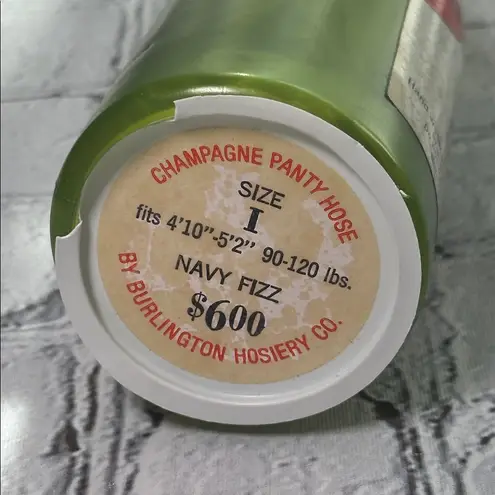 CHAMPAGNE PANTY HOSE
SIZE
I
fits 4'10"-5'2" 90-120 lbs.
NAVY FIZZ
$600
BY BURLINGTON HOSIERY CO.